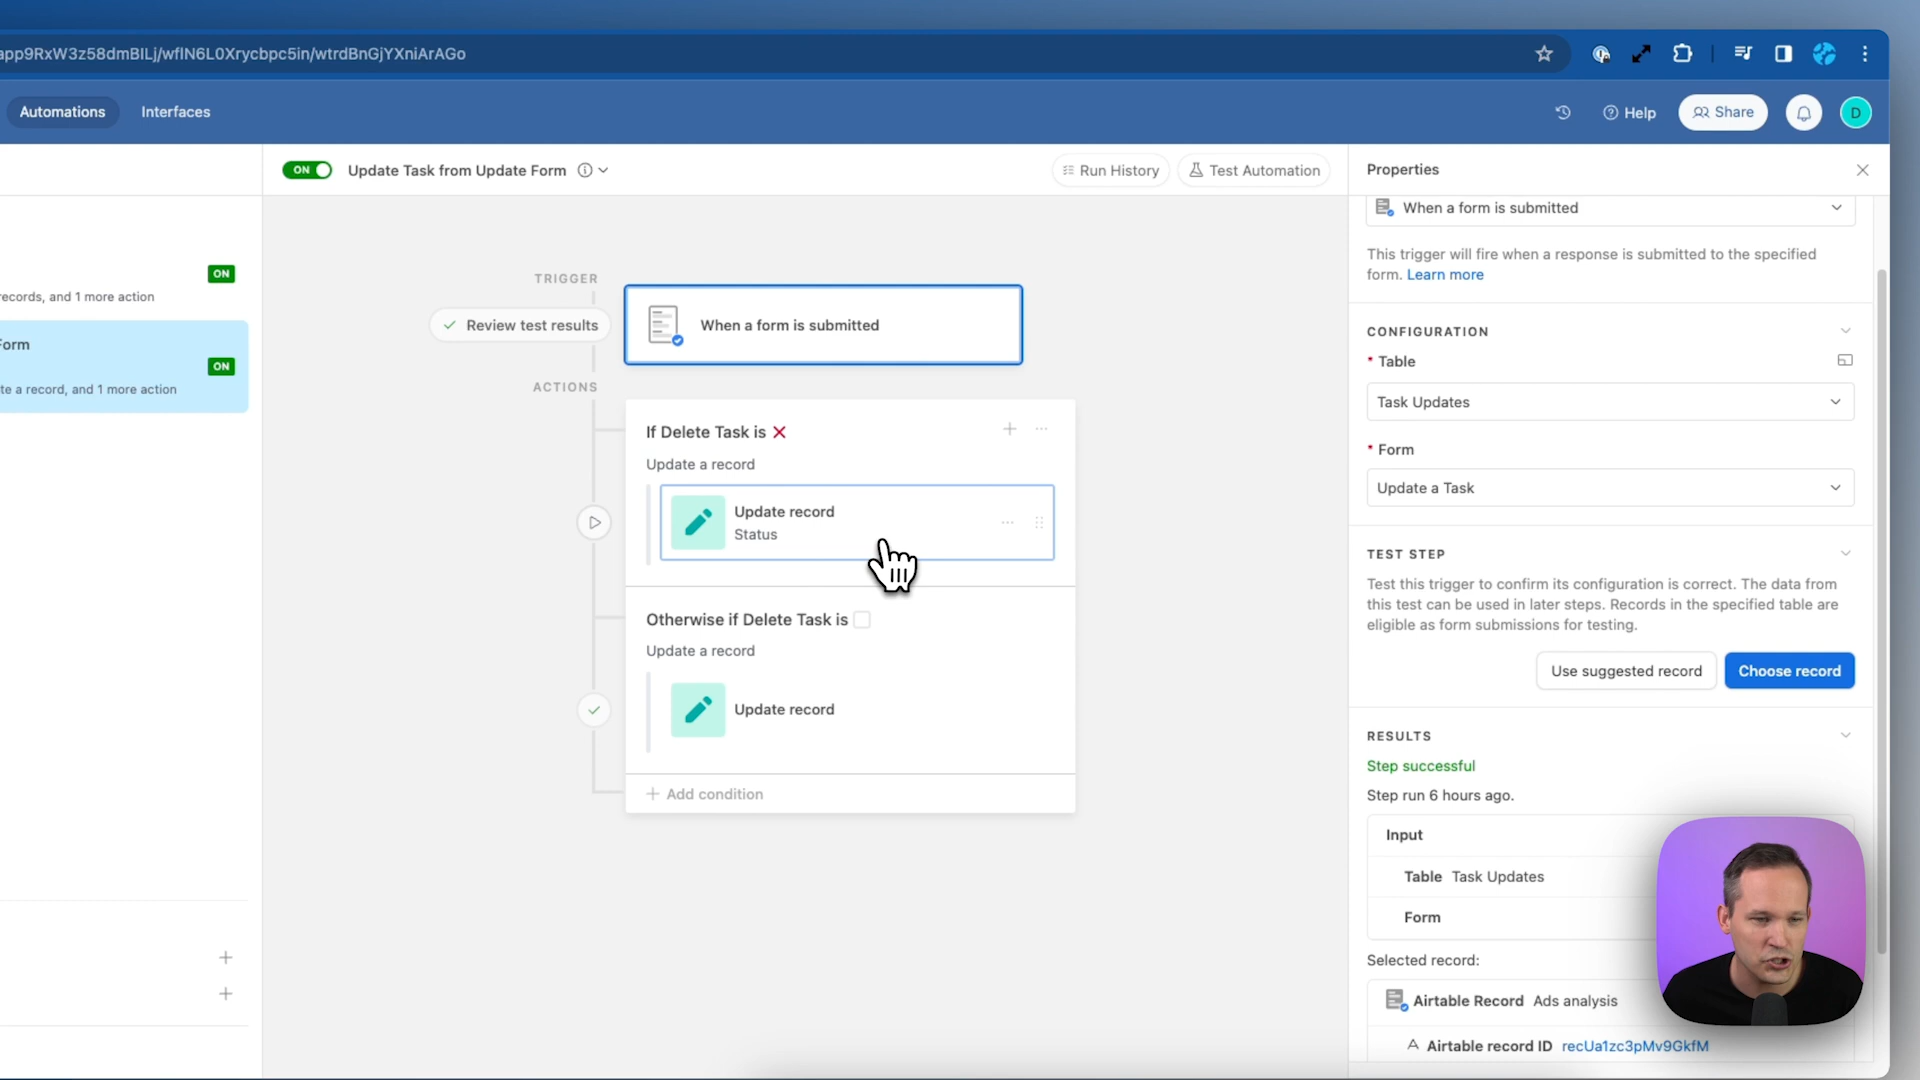 app9RxW3z58dmBILj/wflN6L0Xrycbpc5in/wtrdBnGjYXniArAGo
Automations
Interfaces
Help
Share
D
ON
Update Task from Update Form
Run History
Test Automation
Properties
ON
records, and 1 more action
Form
ON
te a record, and 1 more action
TRIGGER
Review test results
When a form is submitted
ACTIONS
If Delete Task is
Update a record
Update record
Status
Otherwise if Delete Task is
Update a record
Update record
Add condition
When a form is submitted
This trigger will fire when a response is submitted to the specified
form. Learn more
CONFIGURATION
* Table
Task Updates
* Form
Update a Task
TEST STEP
Test this trigger to confirm its configuration is correct. The data from
this test can be used in later steps. Records in the specified table are
eligible as form submissions for testing.
Use suggested record
Choose record
RESULTS
Step successful
Step run 6 hours ago.
Input
Table Task Updates
Form
Selected record:
Airtable Record Ads analysis
A Airtable record ID recUa1zc3pMv9GkfM